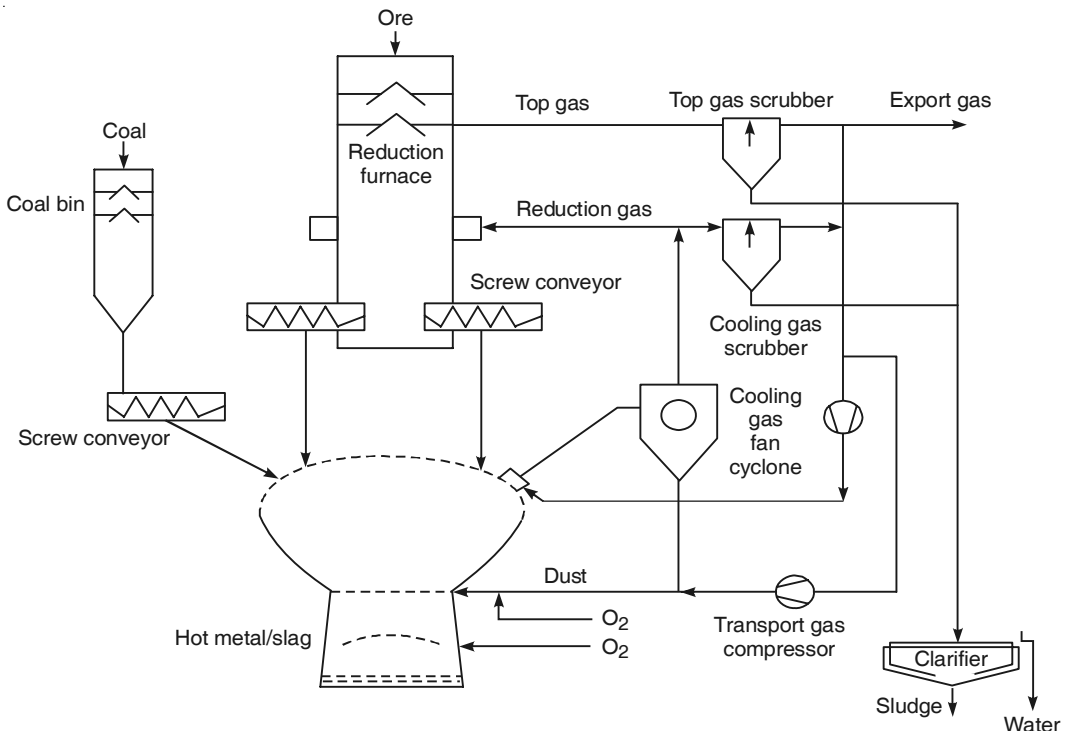 Ore
Top gas
Top gas scrubber
Export gas
Coal
Reduction
furnace
Coal bin
Reduction gas
Screw conveyor
Cooling gas
scrubber
Cooling
gas
fan
cyclone
Screw conveyor
Dust
O₂
O₂
Hot metal/slag
Transport gas
compressor
Clarifier
Sludge
Water